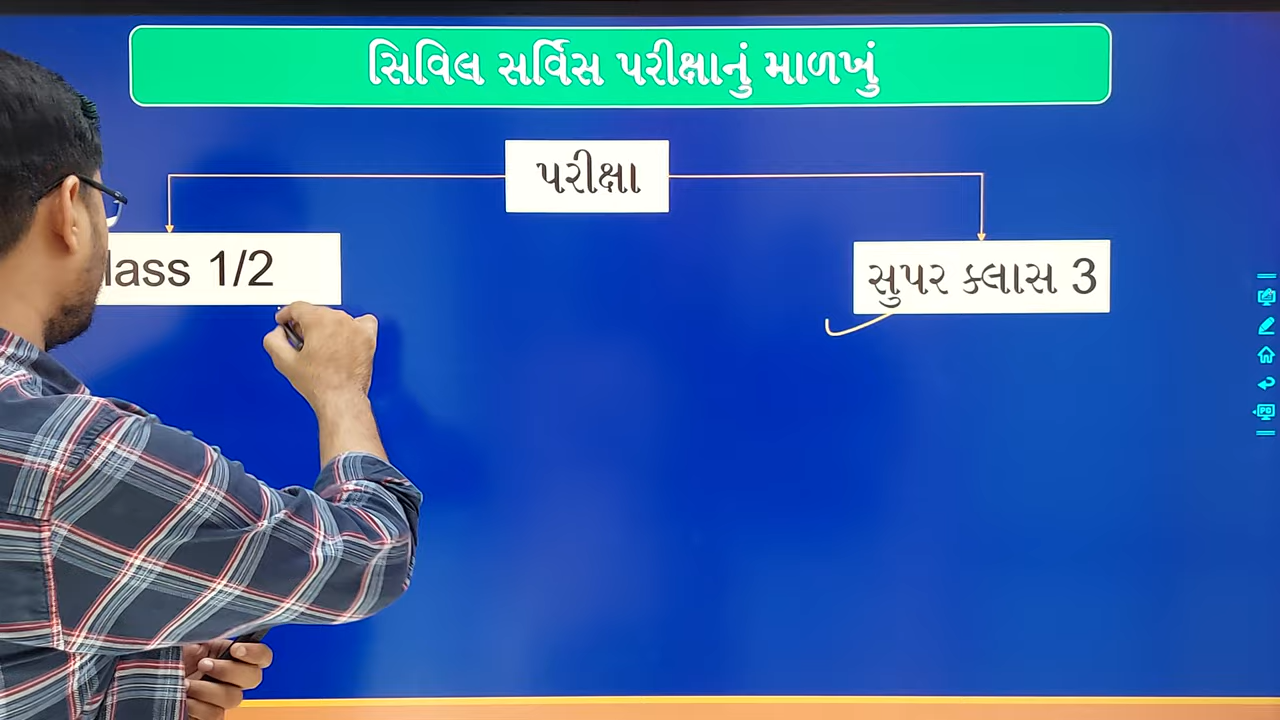 સિવિલ સર્વિસ પરીક્ષાનું માળખું
પરીક્ષા
lass 1/2
સુપર ક્લાસ 3